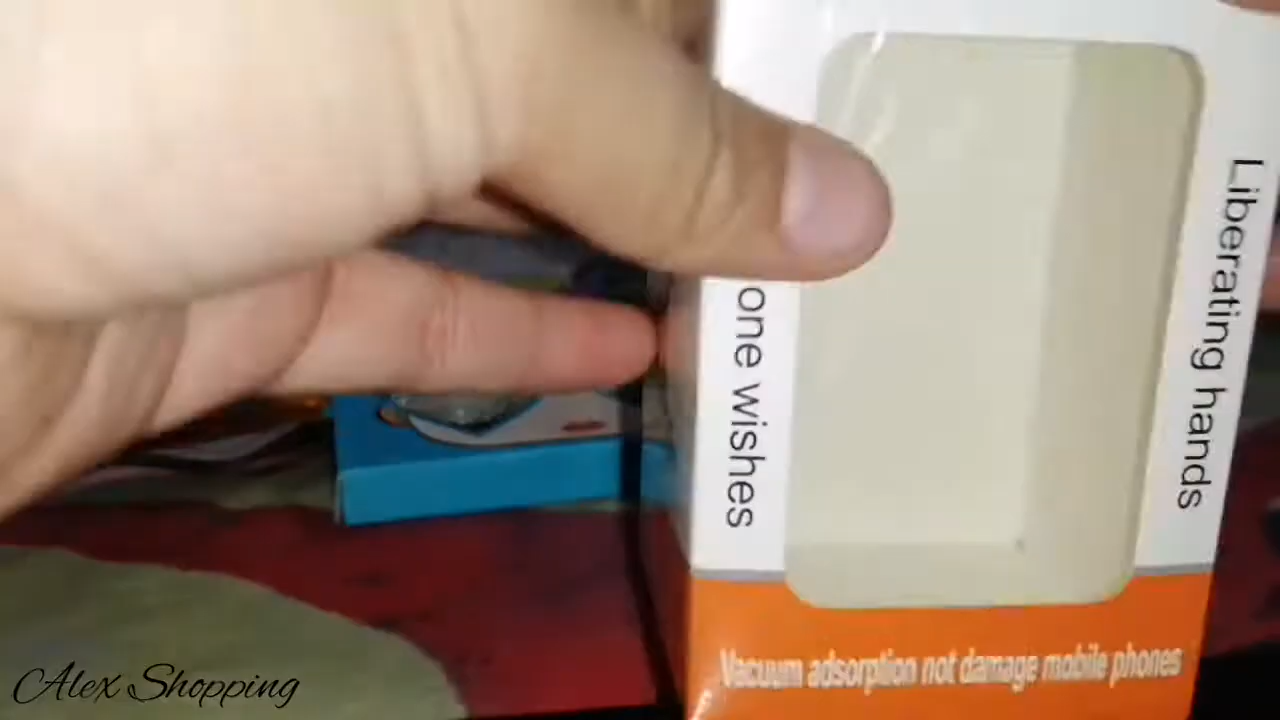 one wishes
Liberating hands
Vacuum adsorption not damage mobile phones
Alex Shopping